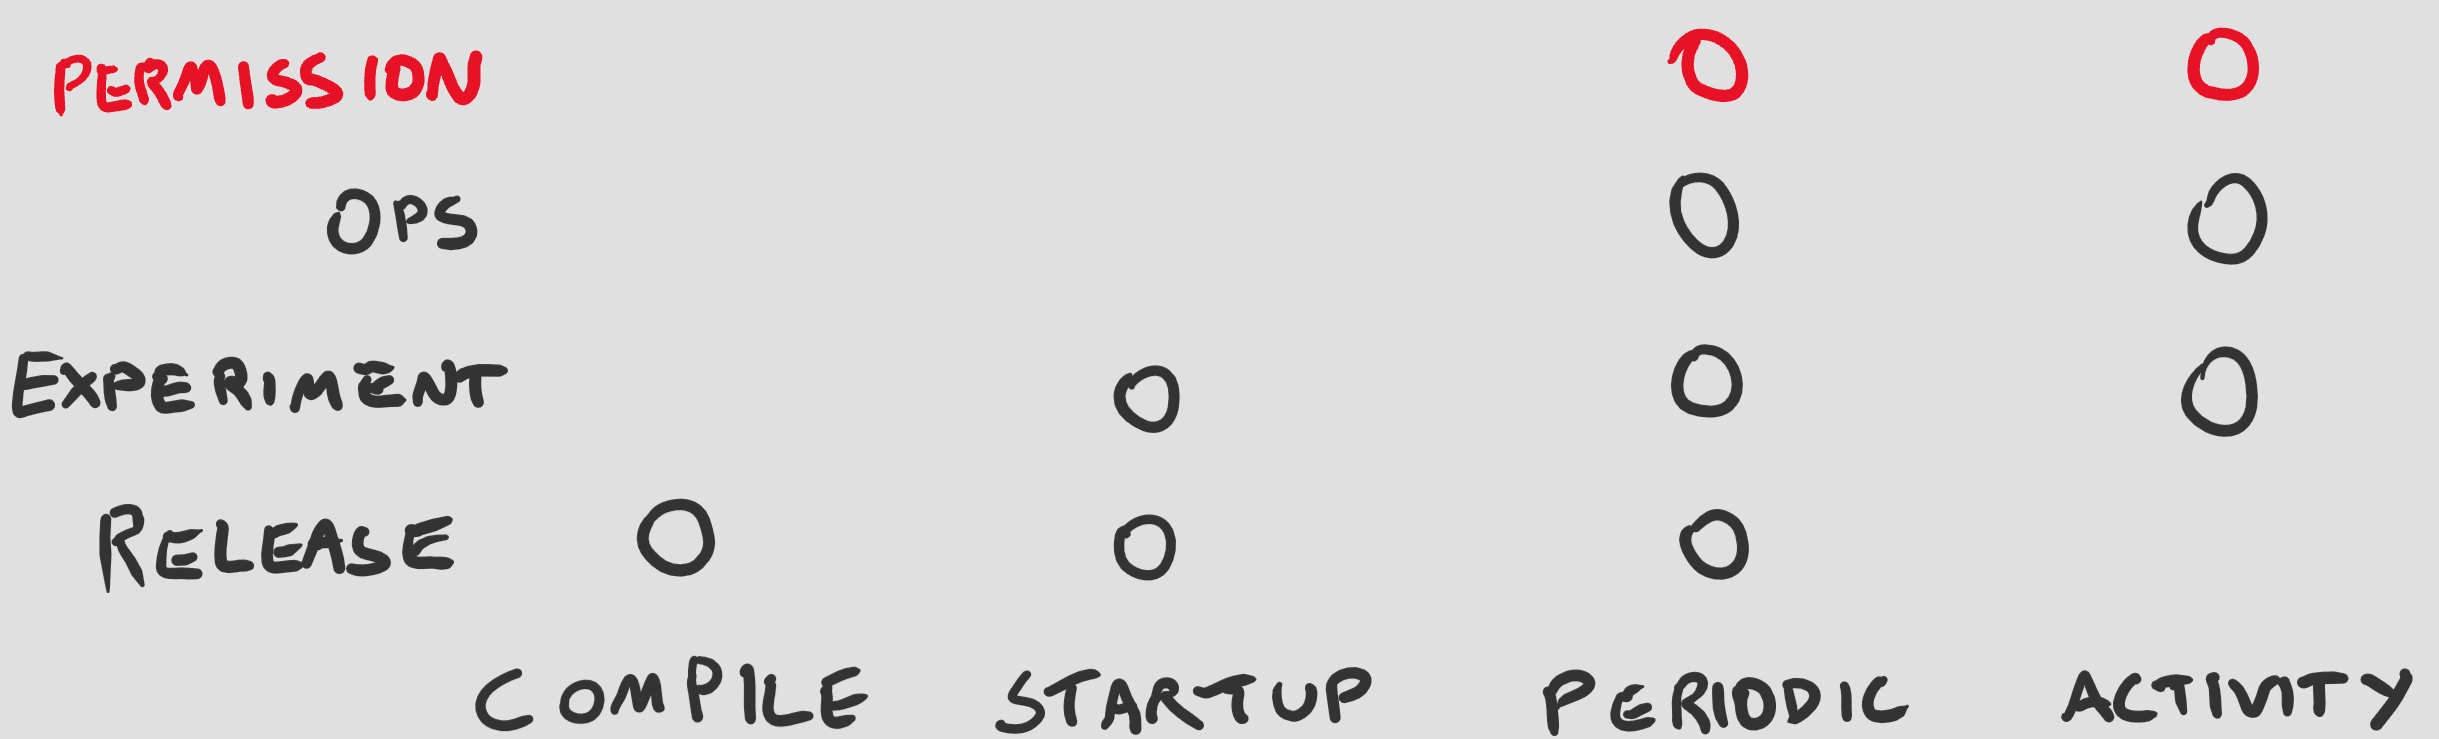 PERMISSION
OPS
EXPERIMENT
RELEASE
COMPILE STARTUP PERIODIC ACTIVITY